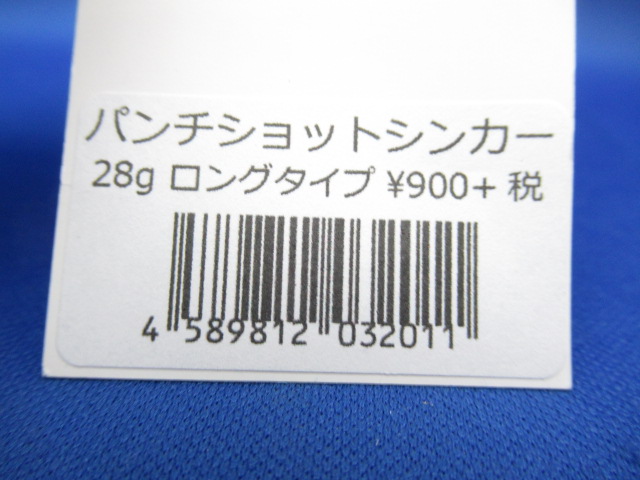 パンチショットシンカー
28g ロングタイプ ¥900+ 税
4 589812 032011